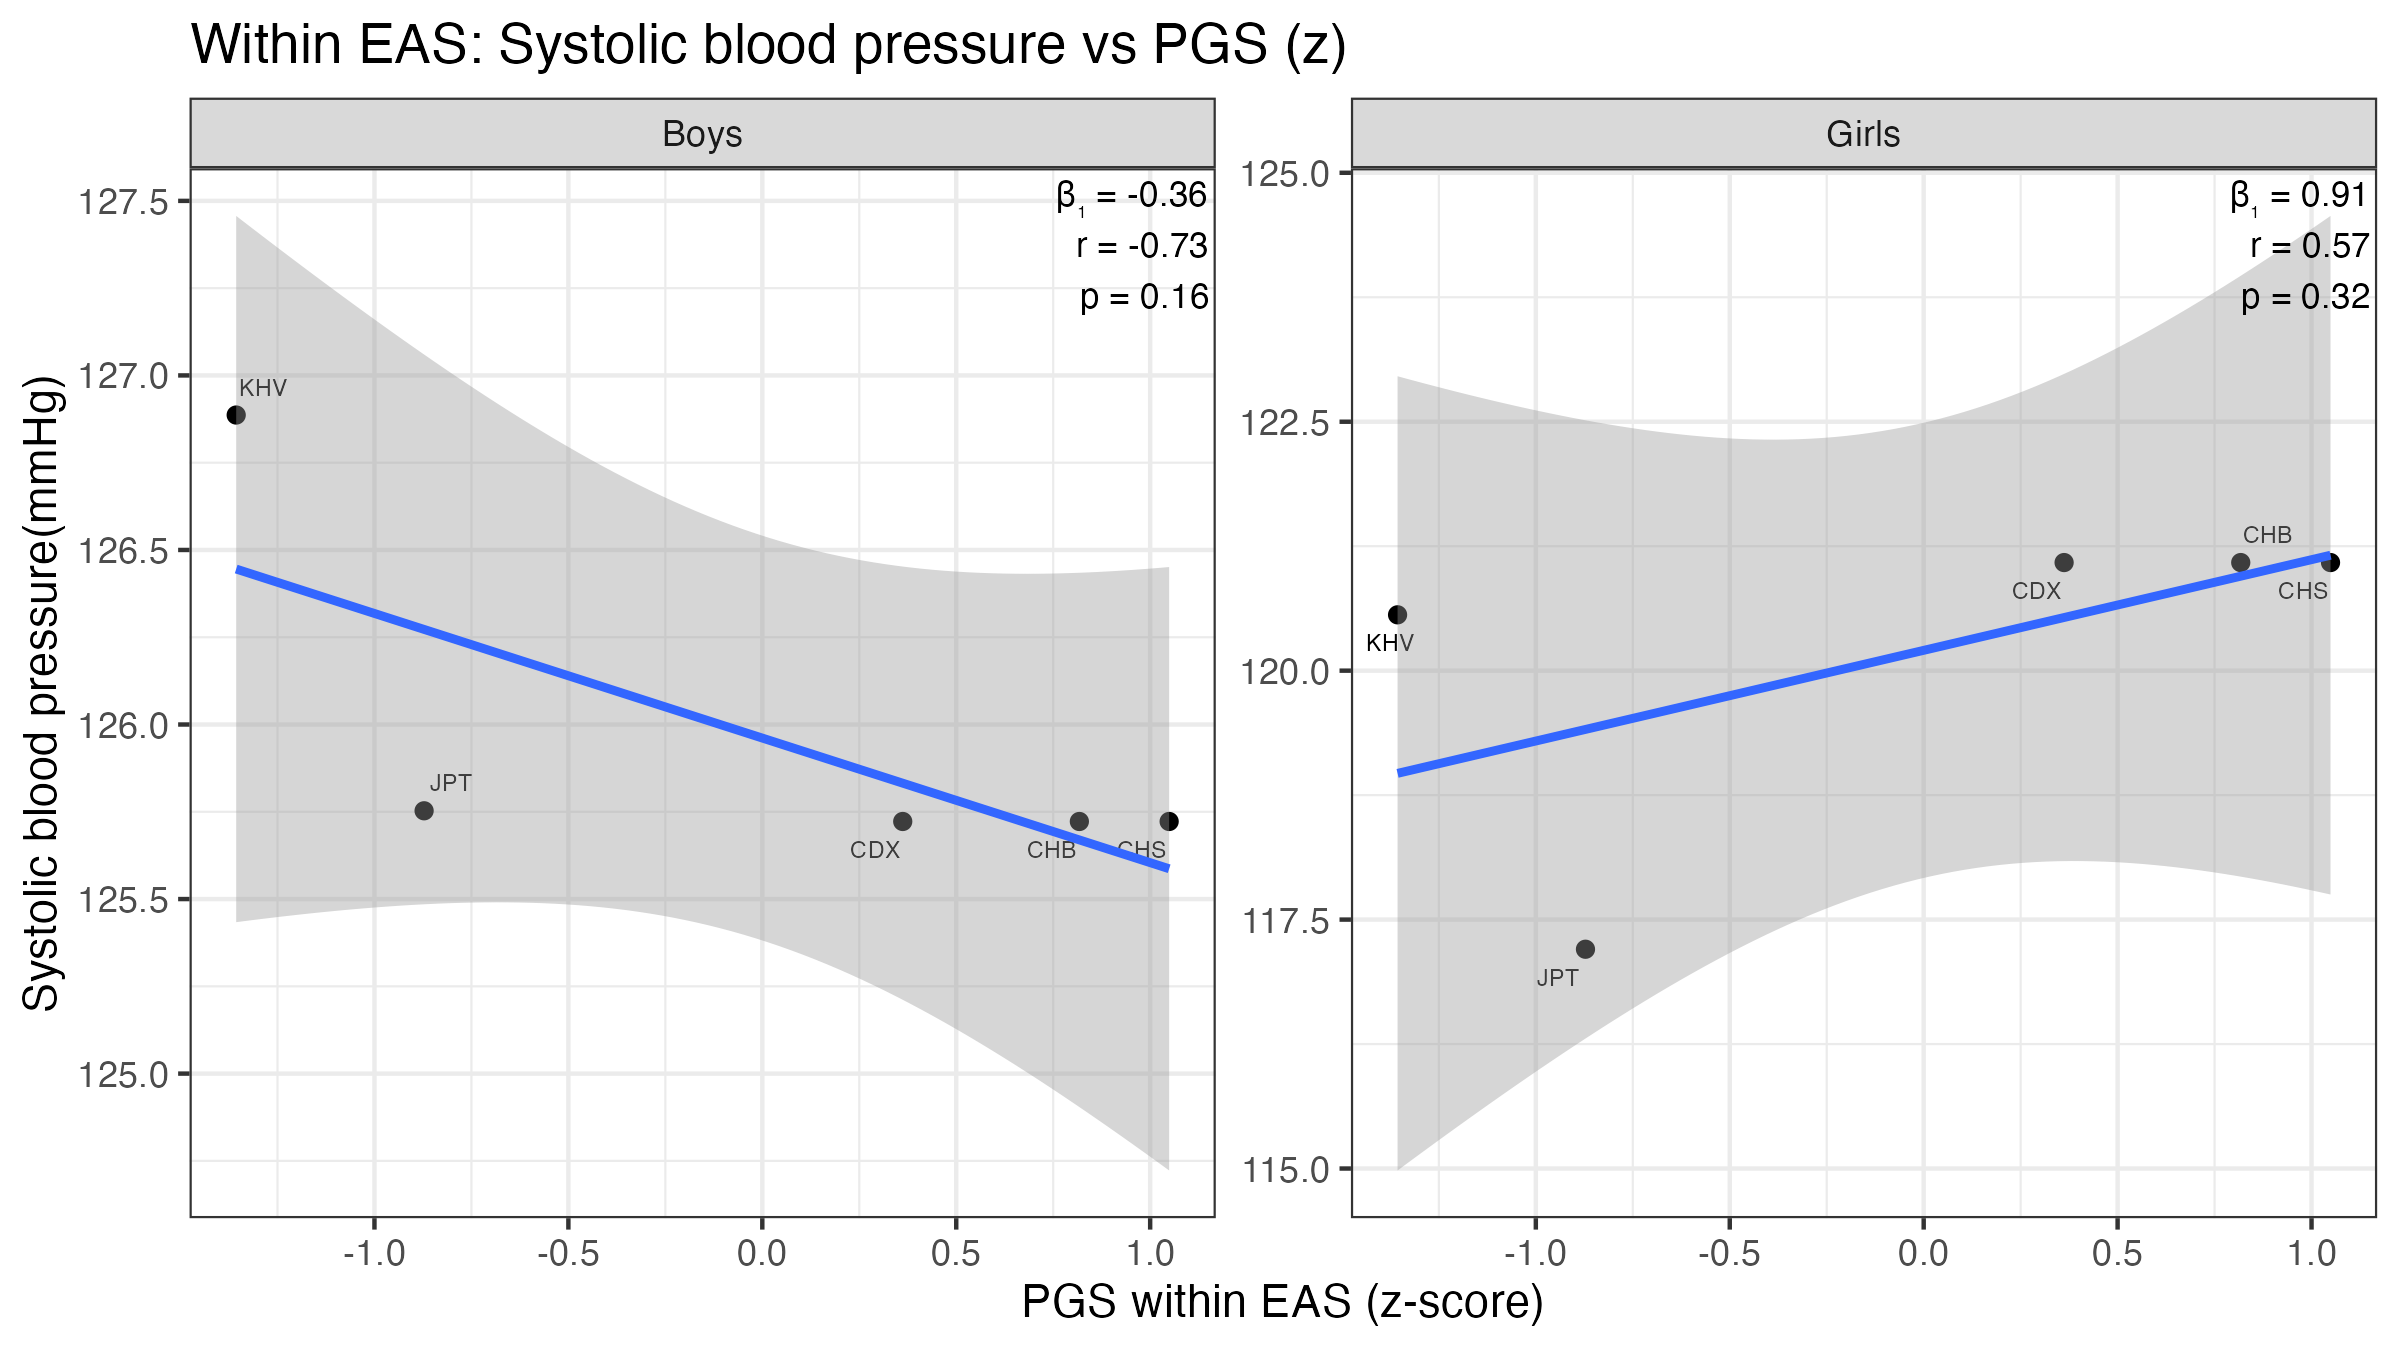 Within EAS: Systolic blood pressure vs PGS (z)
Boys
Girls
Systolic blood pressure(mmHg)
127.5
127.0
126.5
126.0
125.5
125.0
β₁ = -0.36
r = -0.73
p = 0.16
KHV
JPT
CDX
CHB
CHS
-1.0
-0.5
0.0
0.5
1.0
125.0
122.5
120.0
117.5
115.0
β₁ = 0.91
r = 0.57
p = 0.32
CHB
CDX
CHS
KHV
JPT
-1.0
-0.5
0.0
0.5
1.0
PGS within EAS (z-score)